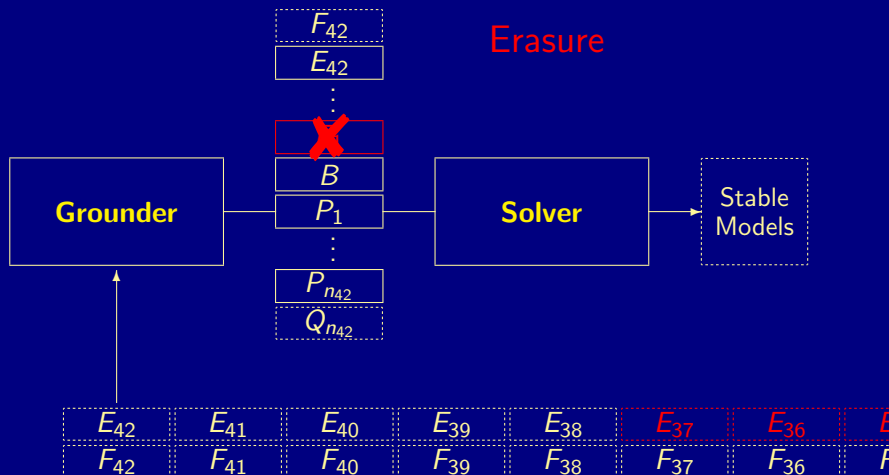 F42
Erasure
E42
⋮
B
Grounder
P1
Solver
Stable
Models
⋮
Pn42
Qn42
E42 E41 E40 E39 E38 E37 E36 E
F42 F41 F40 F39 F38 F37 F36 F